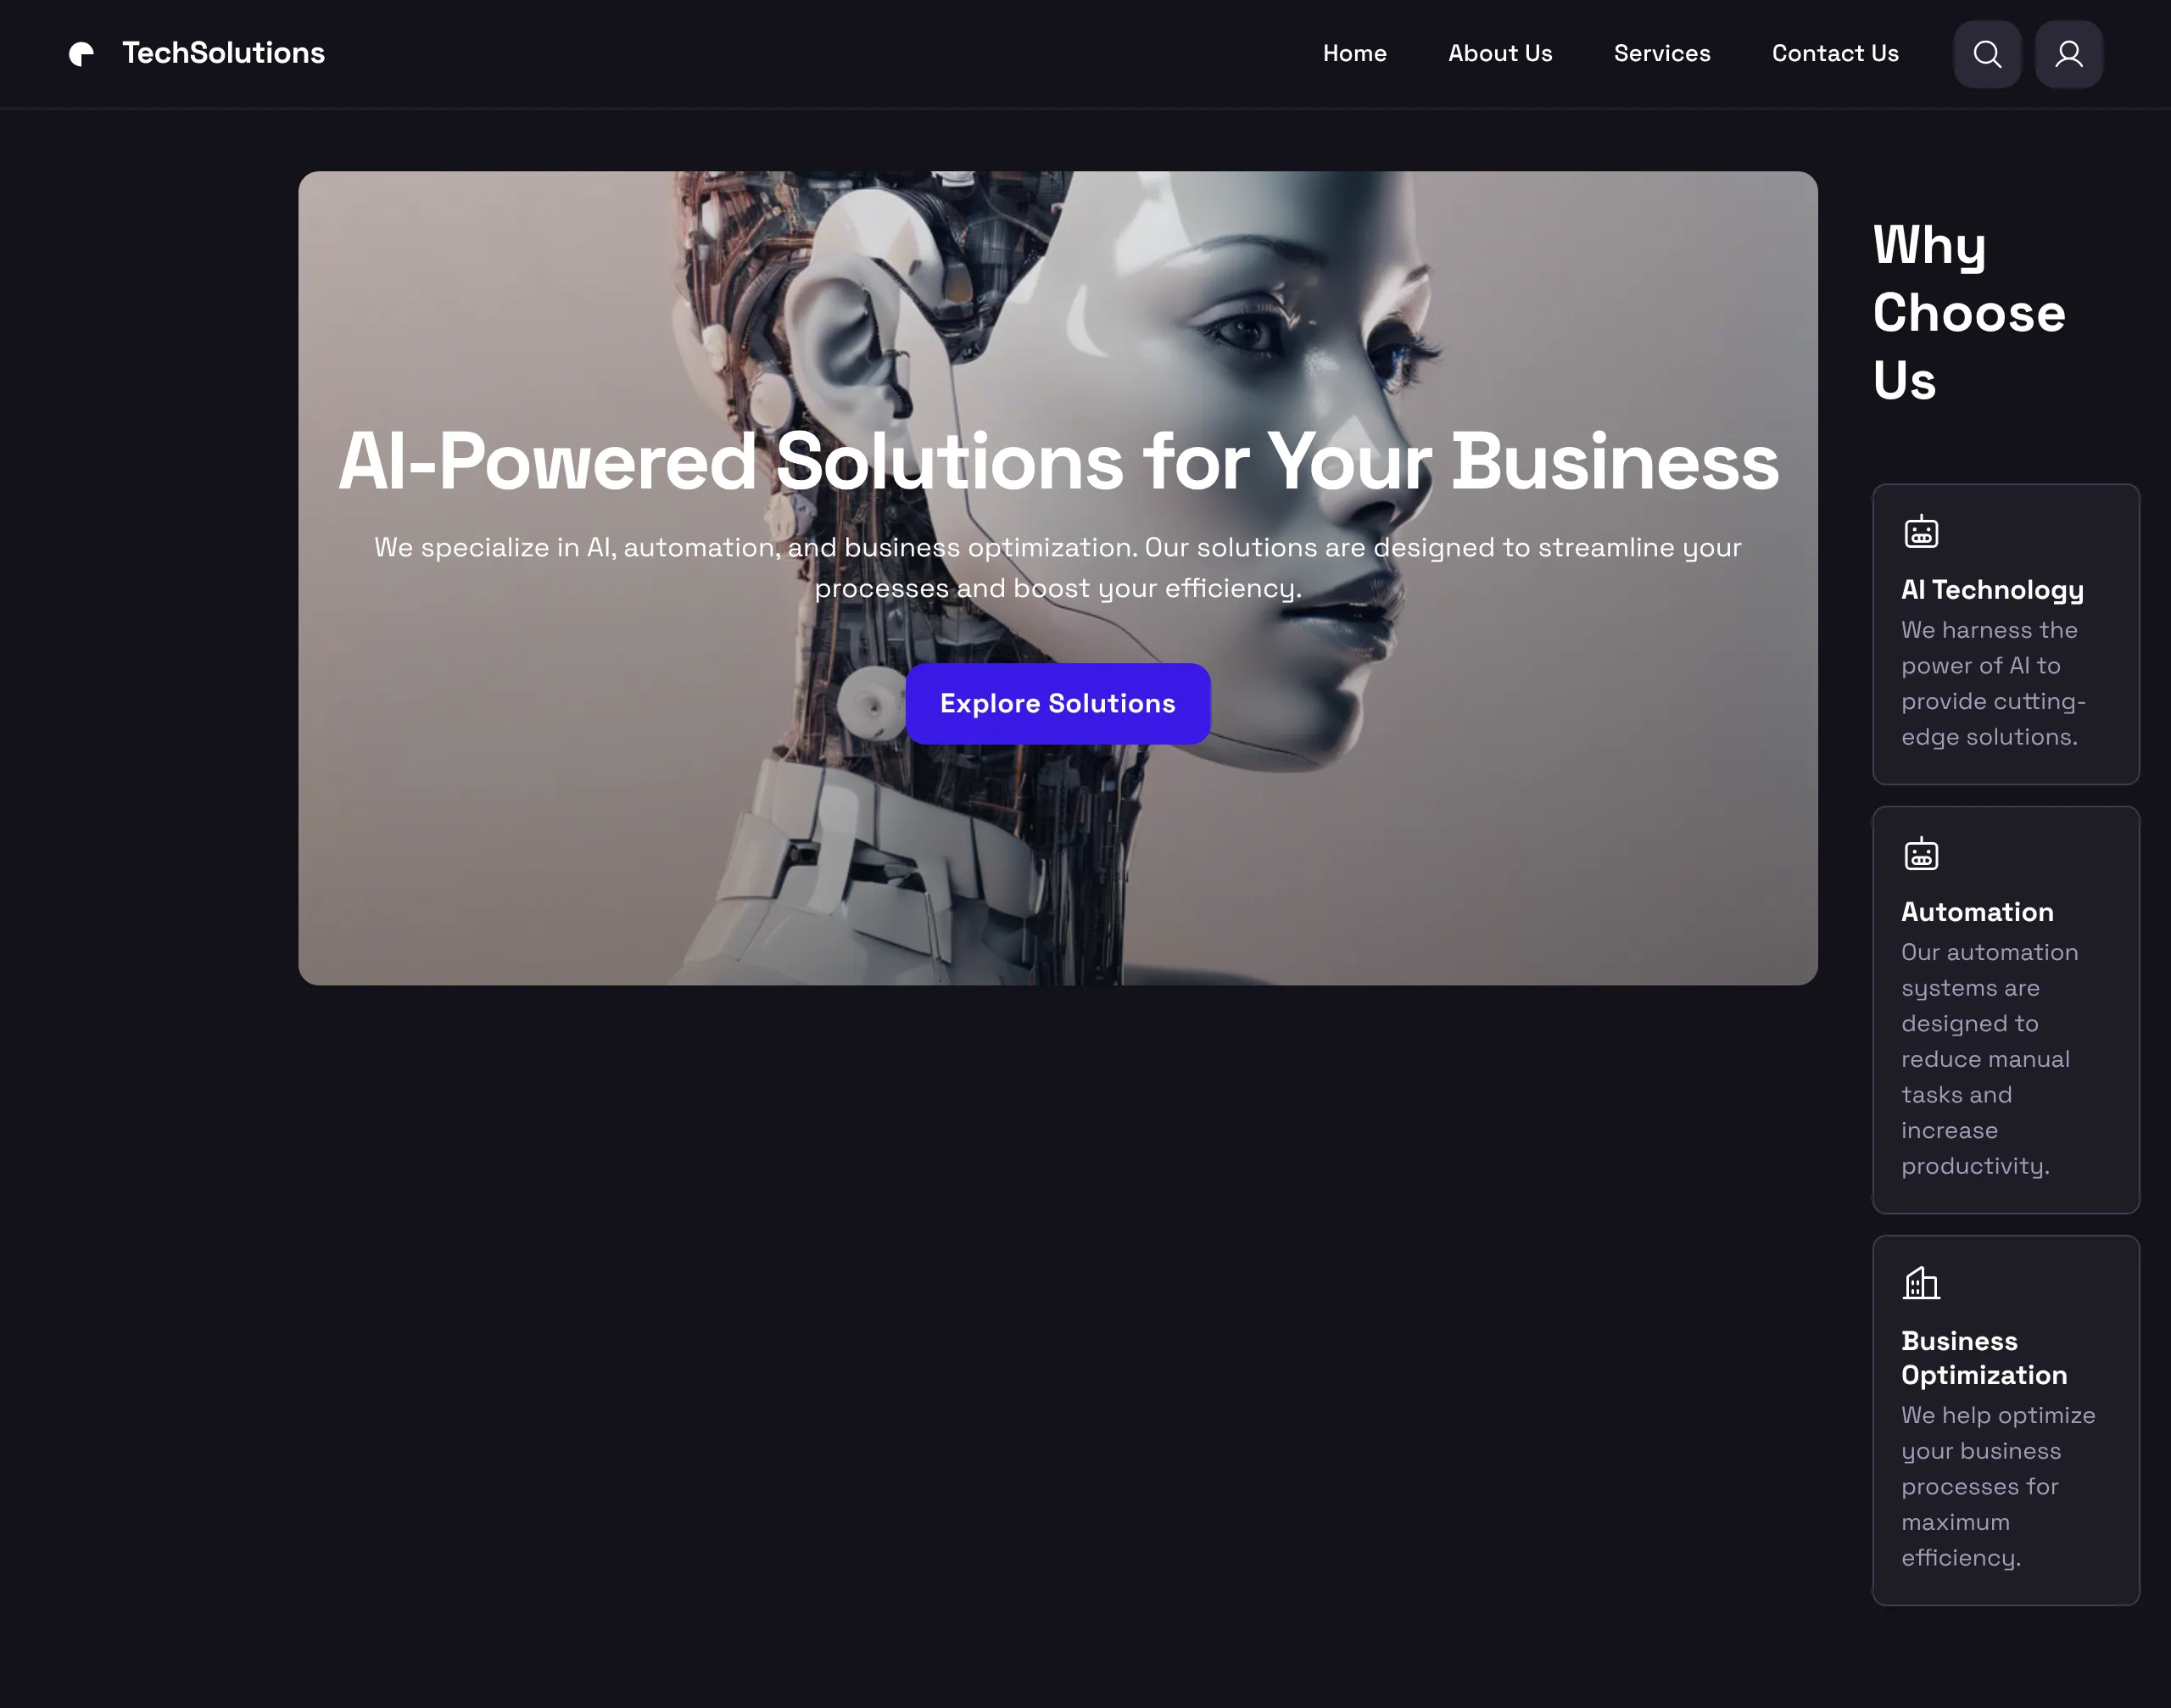 TechSolutions
Home
About Us
Services
Contact Us
AI-Powered Solutions for Your Business
We specialize in AI, automation, and business optimization. Our solutions are designed to streamline your
processes and boost your efficiency.
Explore Solutions
Why
Choose
Us
AI Technology
We harness the
power of AI to
provide cutting-
edge solutions.
Automation
Our automation
systems are
designed to
reduce manual
tasks and
increase
productivity.
Business
Optimization
We help optimize
your business
processes for
maximum
efficiency.